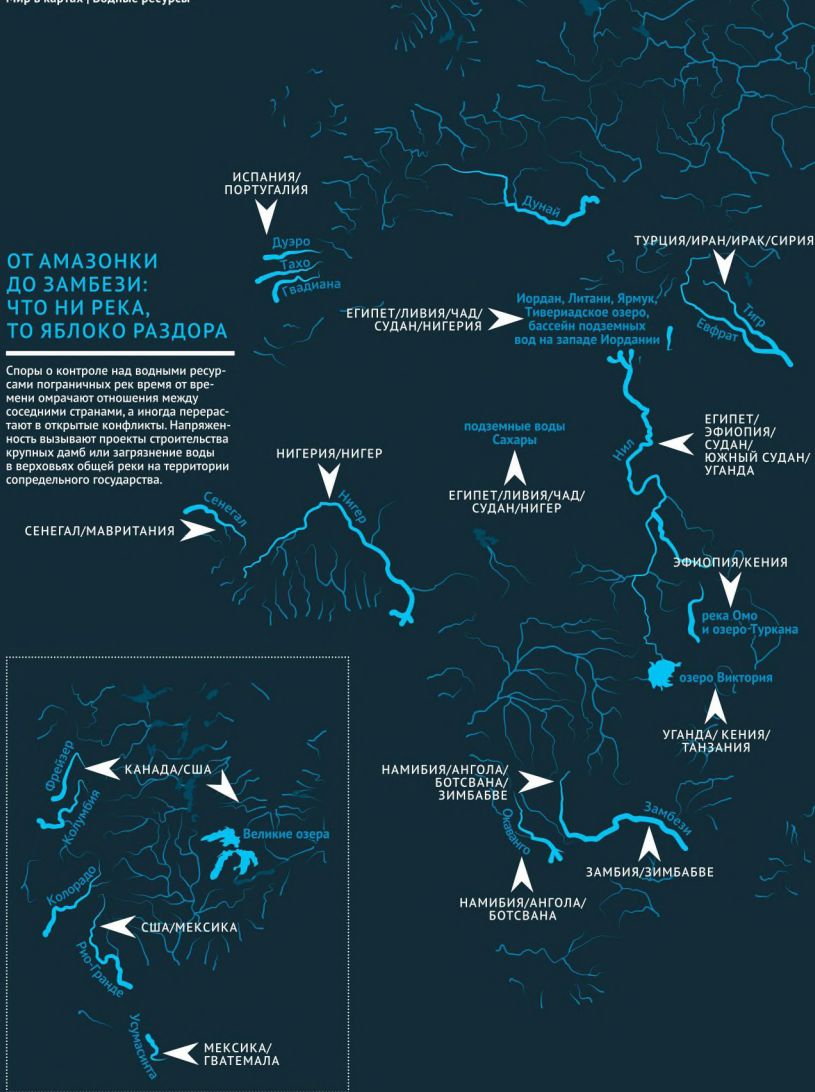 Мир в картах | Водные ресурсы
ИСПАНИЯ/
ПОРТУГАЛИЯ
Дуэро
Тахо
Гвадиана
Дунай
ТУРЦИЯ/ИРАН/ИРАК/СИРИЯ
Тигр
Евфрат
ОТ АМАЗОНКИ
ДО ЗАМБЕЗИ:
ЧТО НИ РЕКА,
ТО ЯБЛОКО РАЗДОРА
Споры о контроле над водными ресур-
сами пограничных рек время от вре-
мени омрачают отношения между
соседними странами, а иногда перерас-
тают в открытые конфликты. Напряжен-
ность вызывают проекты строительства
крупных дамб или загрязнение воды
в верховьях общей реки на территории
сопредельного государства.
ЕГИПЕТ/ЛИВИЯ/ЧАД/
СУДАН/НИГЕРИЯ
Иордан, Литани, Ярмук,
Тивериадское озеро,
бассейн подземных
вод на западе Иордании
подземные воды
Сахары
ЕГИПЕТ/ЛИВИЯ/ЧАД/
СУДАН/НИГЕР
Нил
ЕГИПЕТ/
ЭФИОПИЯ/
СУДАН/
ЮЖНЫЙ СУДАН/
УГАНДА
НИГЕРИЯ/НИГЕР
Нигер
Сенегал
СЕНЕГАЛ/МАВРИТАНИЯ
ЭФИОПИЯ/КЕНИЯ
река Омо
и озеро-Туркана
озеро Виктория
УГАНДА/ КЕНИЯ/
ТАНЗАНИЯ
НАМИБИЯ/АНГОЛА/
БОТСВАНА/
ЗИМБАБВЕ
Окаванго
Замбези
ЗАМБИЯ/ЗИМБАБВЕ
НАМИБИЯ/АНГОЛА/
БОТСВАНА
Фрейзер
КАНАДА/США
Колумбия
Великие озера
Колорадо
США/МЕКСИКА
Рио-Гранде
Усумасинта
МЕКСИКА/
ГВАТЕМАЛА